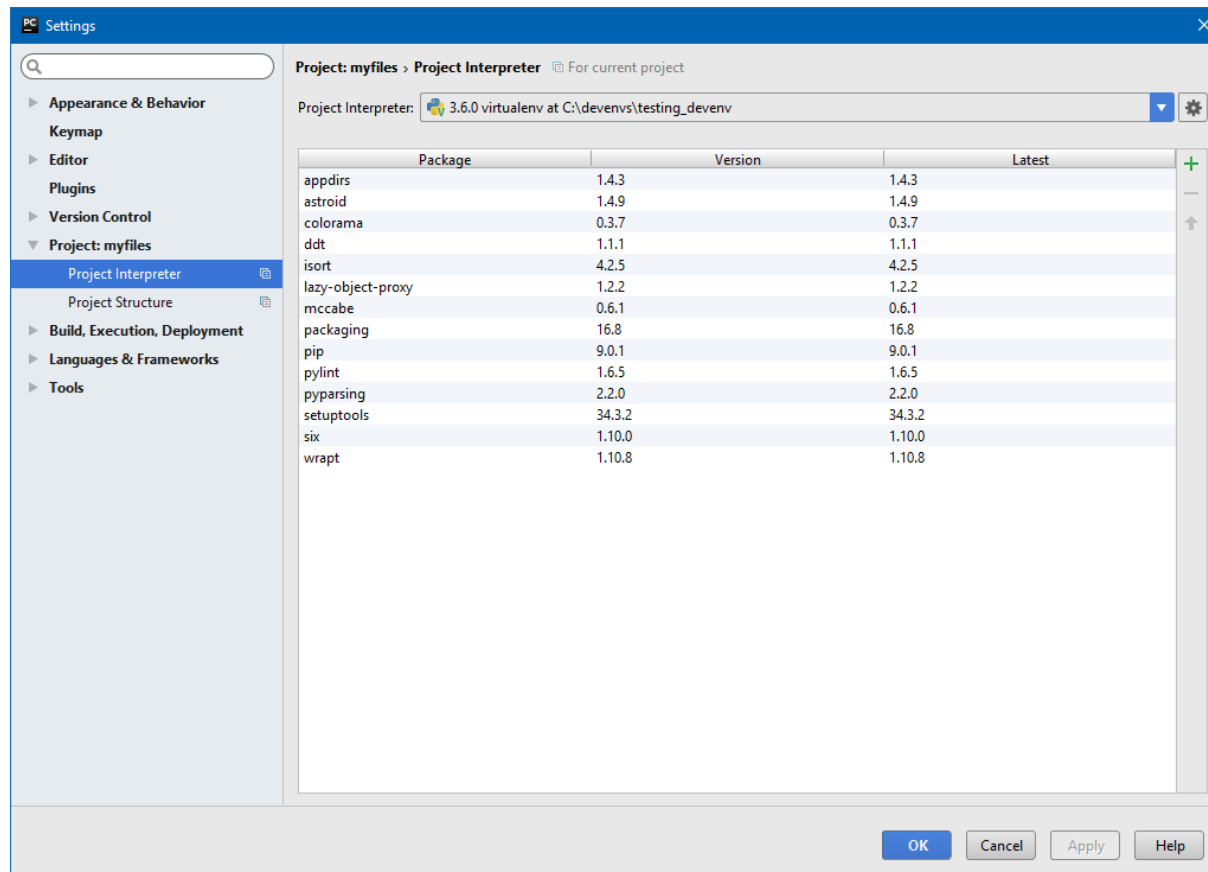 PC Settings
Project: myfiles › Project Interpreter For current project
Appearance & Behavior
Keymap
Editor
Plugins
Version Control
Project: myfiles
Project Interpreter
Project Structure
Build, Execution, Deployment
Languages & Frameworks
Tools
Project Interpreter: 3.6.0 virtualenv at C:\devenvs\testing_devenv
Package Version Latest
appdirs 1.4.3 1.4.3
astroid 1.4.9 1.4.9
colorama 0.3.7 0.3.7
ddt 1.1.1 1.1.1
isort 4.2.5 4.2.5
lazy-object-proxy 1.2.2 1.2.2
mccabe 0.6.1 0.6.1
packaging 16.8 16.8
pip 9.0.1 9.0.1
pylint 1.6.5 1.6.5
pyparsing 2.2.0 2.2.0
setuptools 34.3.2 34.3.2
six 1.10.0 1.10.0
wrapt 1.10.8 1.10.8
OK Cancel Apply Help